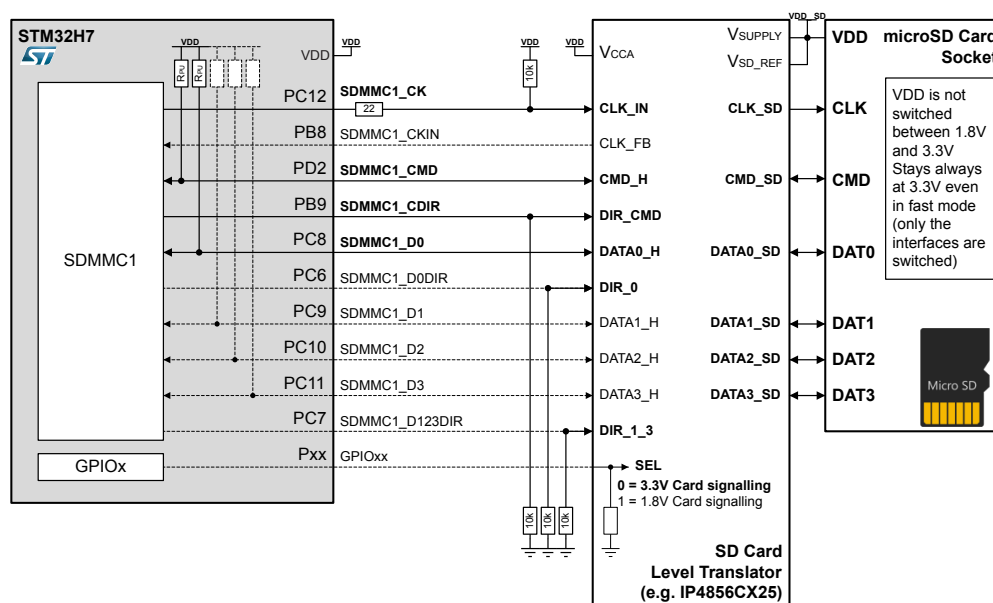 STM32H7
ST
VDD
RPU
RPU
VDD
VDD
PC12
SDMMC1_CK
22
PB8
SDMMC1_CKIN
PD2
SDMMC1_CMD
PB9
SDMMC1_CDIR
PC8
SDMMC1_D0
PC6
SDMMC1_D0DIR
PC9
SDMMC1_D1
PC10
SDMMC1_D2
PC11
SDMMC1_D3
PC7
SDMMC1_D123DIR
Pxx
GPIOxx
SDMMC1
GPIOx
VDD
10k
VDD
10k
10k
10k
VCCA
CLK_IN
CLK_FB
CMD_H
DIR_CMD
DATA0_H
DIR_0
DATA1_H
DATA2_H
DATA3_H
DIR_1_3
SEL
0 = 3.3V Card signalling
1 = 1.8V Card signalling
VSUPPLY
VSD_REF
CLK_SD
CMD_SD
DATA0_SD
DATA1_SD
DATA2_SD
DATA3_SD
SD Card
Level Translator
(e.g. IP4856CX25)
VDD_SD
VDD
microSD Card
Socket
CLK
CMD
DAT0
DAT1
DAT2
DAT3
VDD is not
switched
between 1.8V
and 3.3V
Stays always
at 3.3V even
in fast mode
(only the
interfaces are
switched)
Micro SD